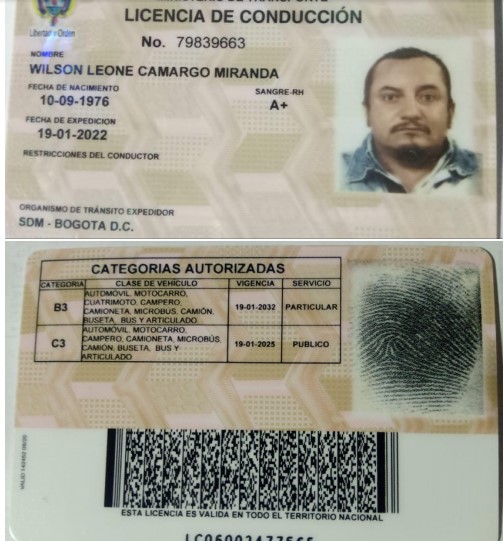 LICENCIA DE CONDUCCIÓN
Libertad y Orden
No. 79839663
NOMBRE
WILSON LEONE CAMARGO MIRANDA
FECHA DE NACIMIENTO
SANGRE-RH
10-09-1976
A+
FECHA DE EXPEDICION
19-01-2022
RESTRICCIONES DEL CONDUCTOR
ORGANISMO DE TRÁNSITO EXPEDIDOR
SDM - BOGOTA D.C.
CATEGORIAS AUTORIZADAS
CATEGORIA CLASE DE VEHÍCULO VIGENCIA SERVICIO
B3
AUTOMÓVIL, MOTOCARRO,
CUATRIMOTO, CAMPERO,
CAMIONETA, MICROBUS, CAMIÓN,
BUSETA, BUS Y ARTICULADO
19-01-2032 PARTICULAR
C3
AUTOMÓVIL, MOTOCARRO,
CAMPERO, CAMIONETA, MICROBÚS,
CAMIÓN, BUSETA, BUS Y
ARTICULADO
19-01-2025 PUBLICO
ESTA LICENCIA ES VALIDA EN TODO EL TERRITORIO NACIONAL